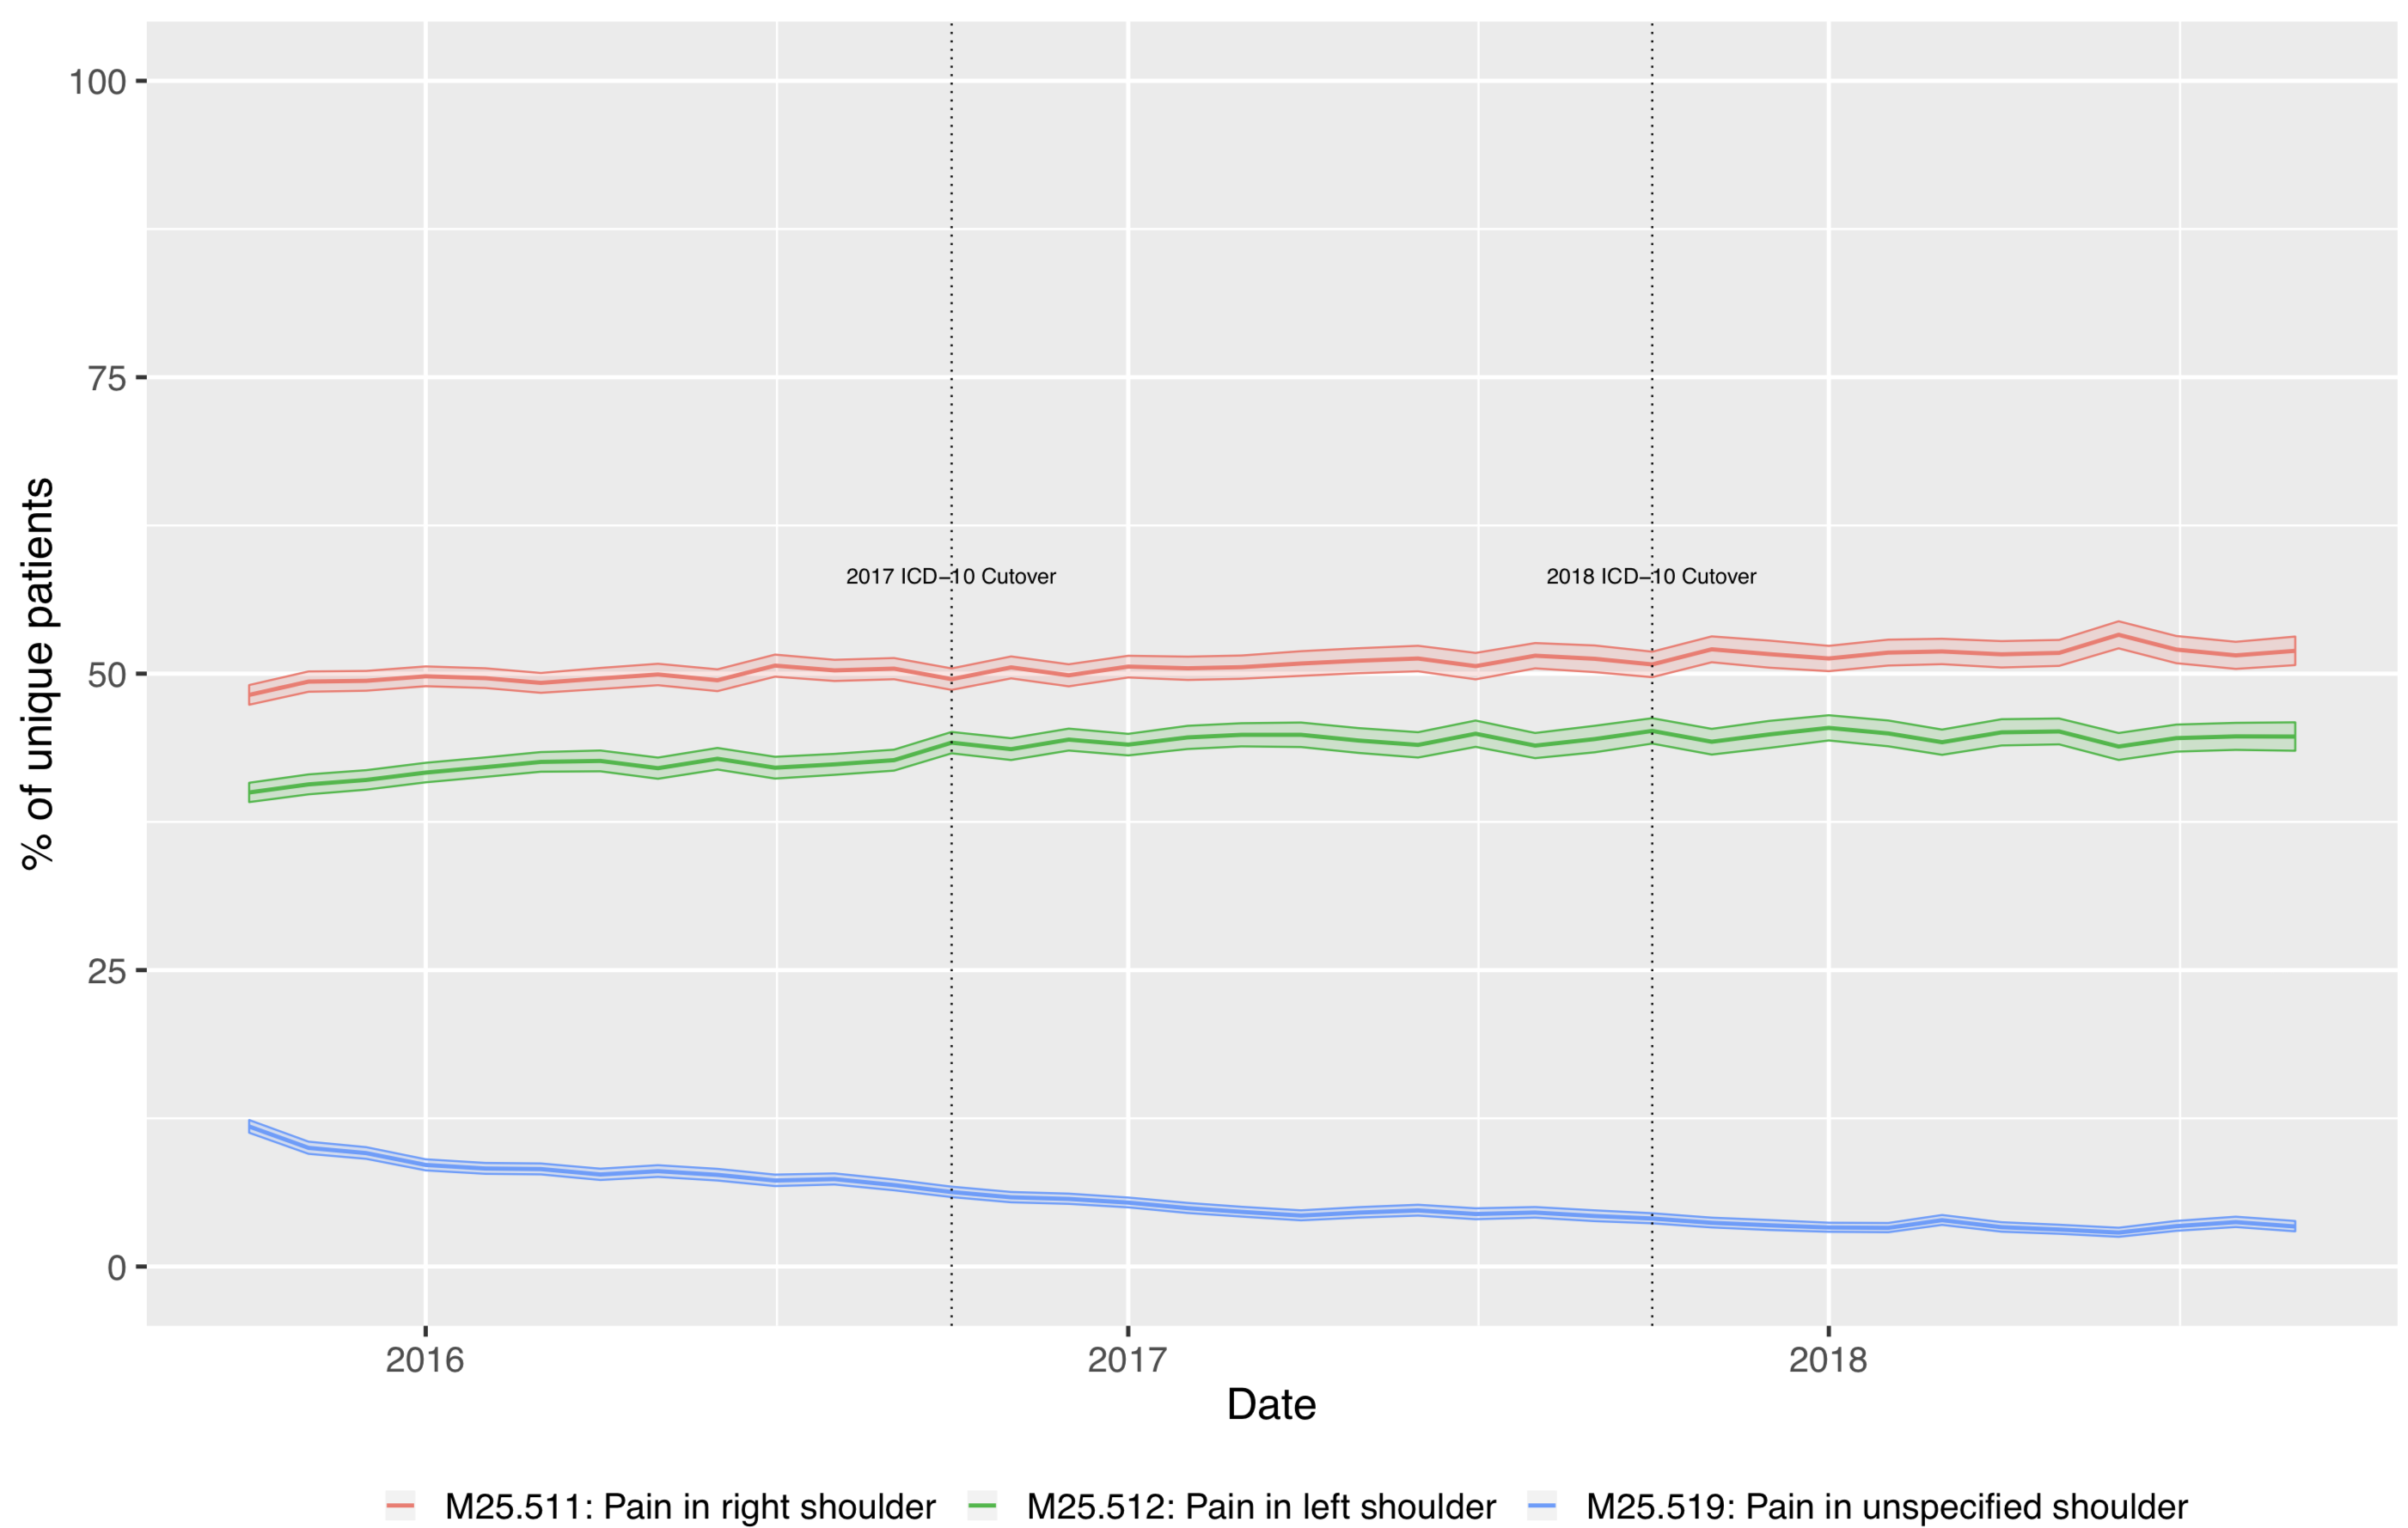 100
75
50
25
0
% of unique patients
2017 ICD−10 Cutover
2018 ICD−10 Cutover
2016 2017 2018
Date
M25.511: Pain in right shoulder M25.512: Pain in left shoulder M25.519: Pain in unspecified shoulder